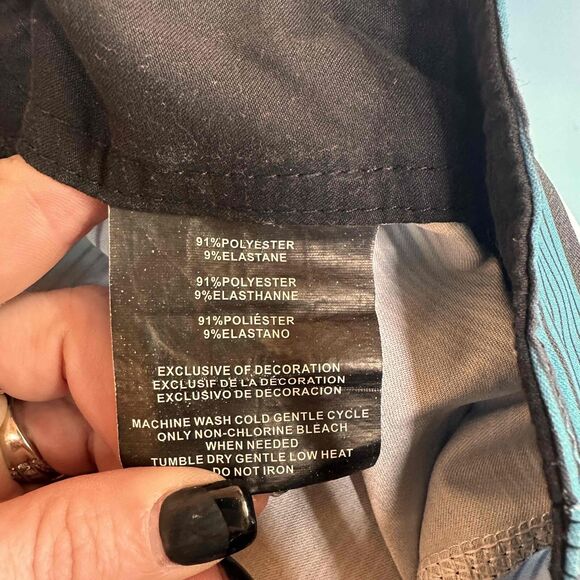 91%POLYESTER
9%ELASTANE
91%POLYESTER
9%ELASTHANNE
91%POLIÉSTER
9%ELASTANO
EXCLUSIVE OF DECORATION
EXCLUSIF DE LA DÉCORATION
EXCLUSIVO DE DECORACION
MACHINE WASH COLD GENTLE CYCLE
ONLY NON-CHLORINE BLEACH
WHEN NEEDED
TUMBLE DRY GENTLE LOW HEAT
DO NOT IRON